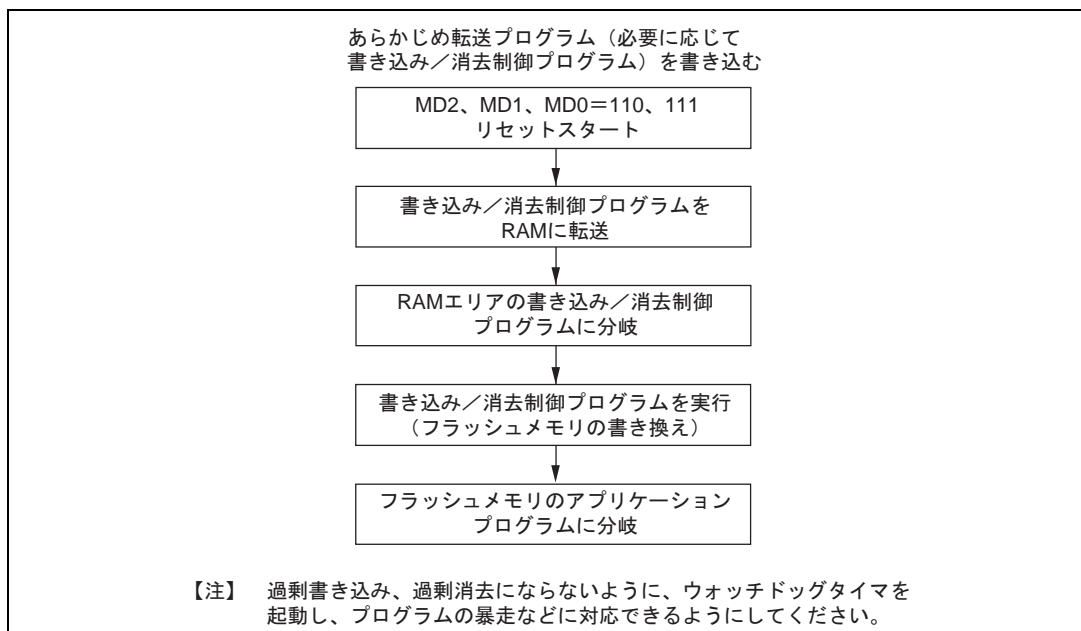 あらかじめ転送プログラム（必要に応じて
書き込み／消去制御プログラム）を書き込む
MD2、MD1、MD0＝110、111
リセットスタート
書き込み／消去制御プログラムを
RAMに転送
RAMエリアの書き込み／消去制御
プログラムに分岐
書き込み／消去制御プログラムを実行
（フラッシュメモリの書き換え）
フラッシュメモリのアプリケーション
プログラムに分岐
【注】 過剰書き込み、過剰消去にならないように、ウォッチドッグタイマを
起動し、プログラムの暴走などに対応できるようにしてください。